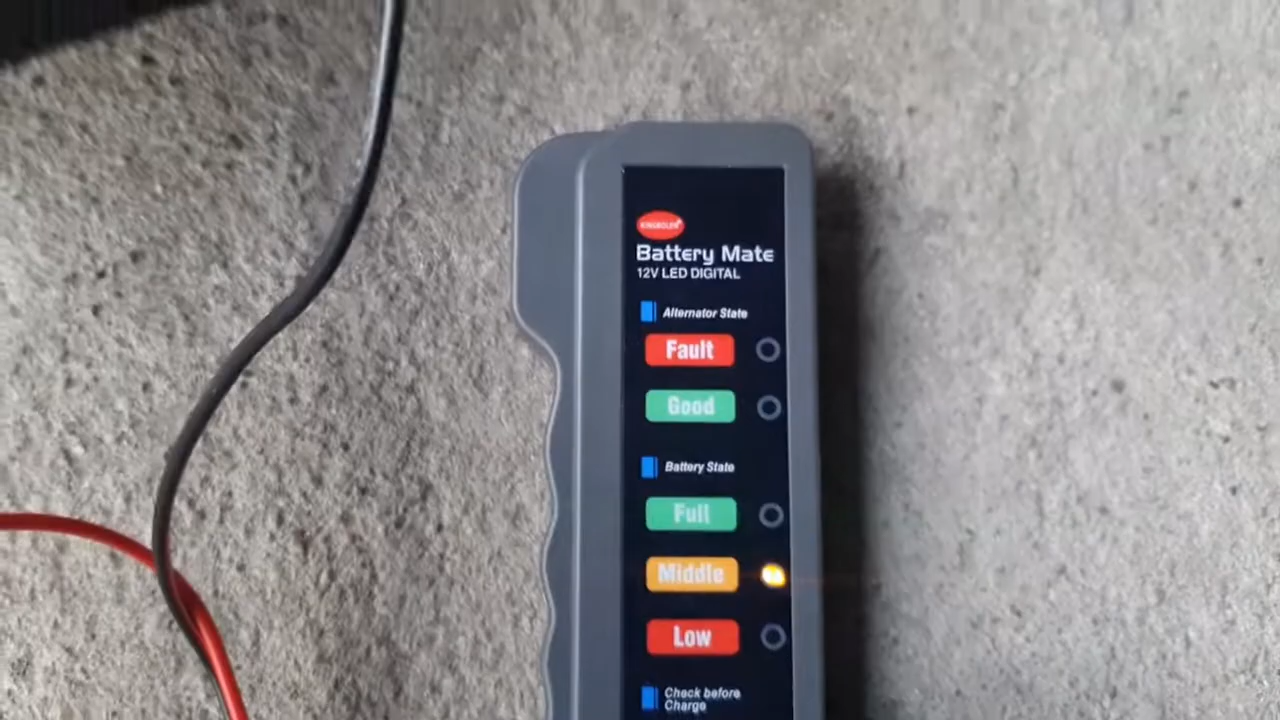 Battery Mate
12V LED DIGITAL
Alternator State
Fault
Good
Battery State
Full
Middle
Low
Check before
Charge